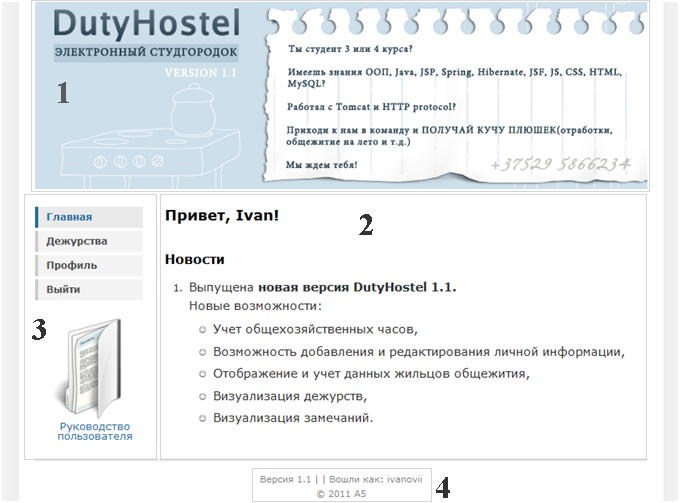 DutyHostel
ЭЛЕКТРОННЫЙ СТУДГОРОДОК
VERSION 1.1
1
Ты студент 3 или 4 курса?
Имеешь знания ООП, Java, JSP, Spring, Hibernate, JSF, JS, CSS, HTML,
MySQL?
Работал с Tomcat и HTTP protocol?
Приходи к нам в команду и ПОЛУЧАЙ КУЧУ ПЛЮШЕК(отработки,
общежитие на лето и т.д.)
Мы ждем тебя!
+37529 5866234
Главная
Дежурства
Профиль
Выйти
3
Руководство
пользователя
Привет, Ivan!
2
Новости
1. Выпущена новая версия DutyHostel 1.1.
Новые возможности:
Учет общехозяйственных часов,
Возможность добавления и редактирования личной информации,
Отображение и учет данных жильцов общежития,
Визуализация дежурств,
Визуализация замечаний.
Версия 1.1 | | Вошли как: ivanovii
© 2011 A5
4